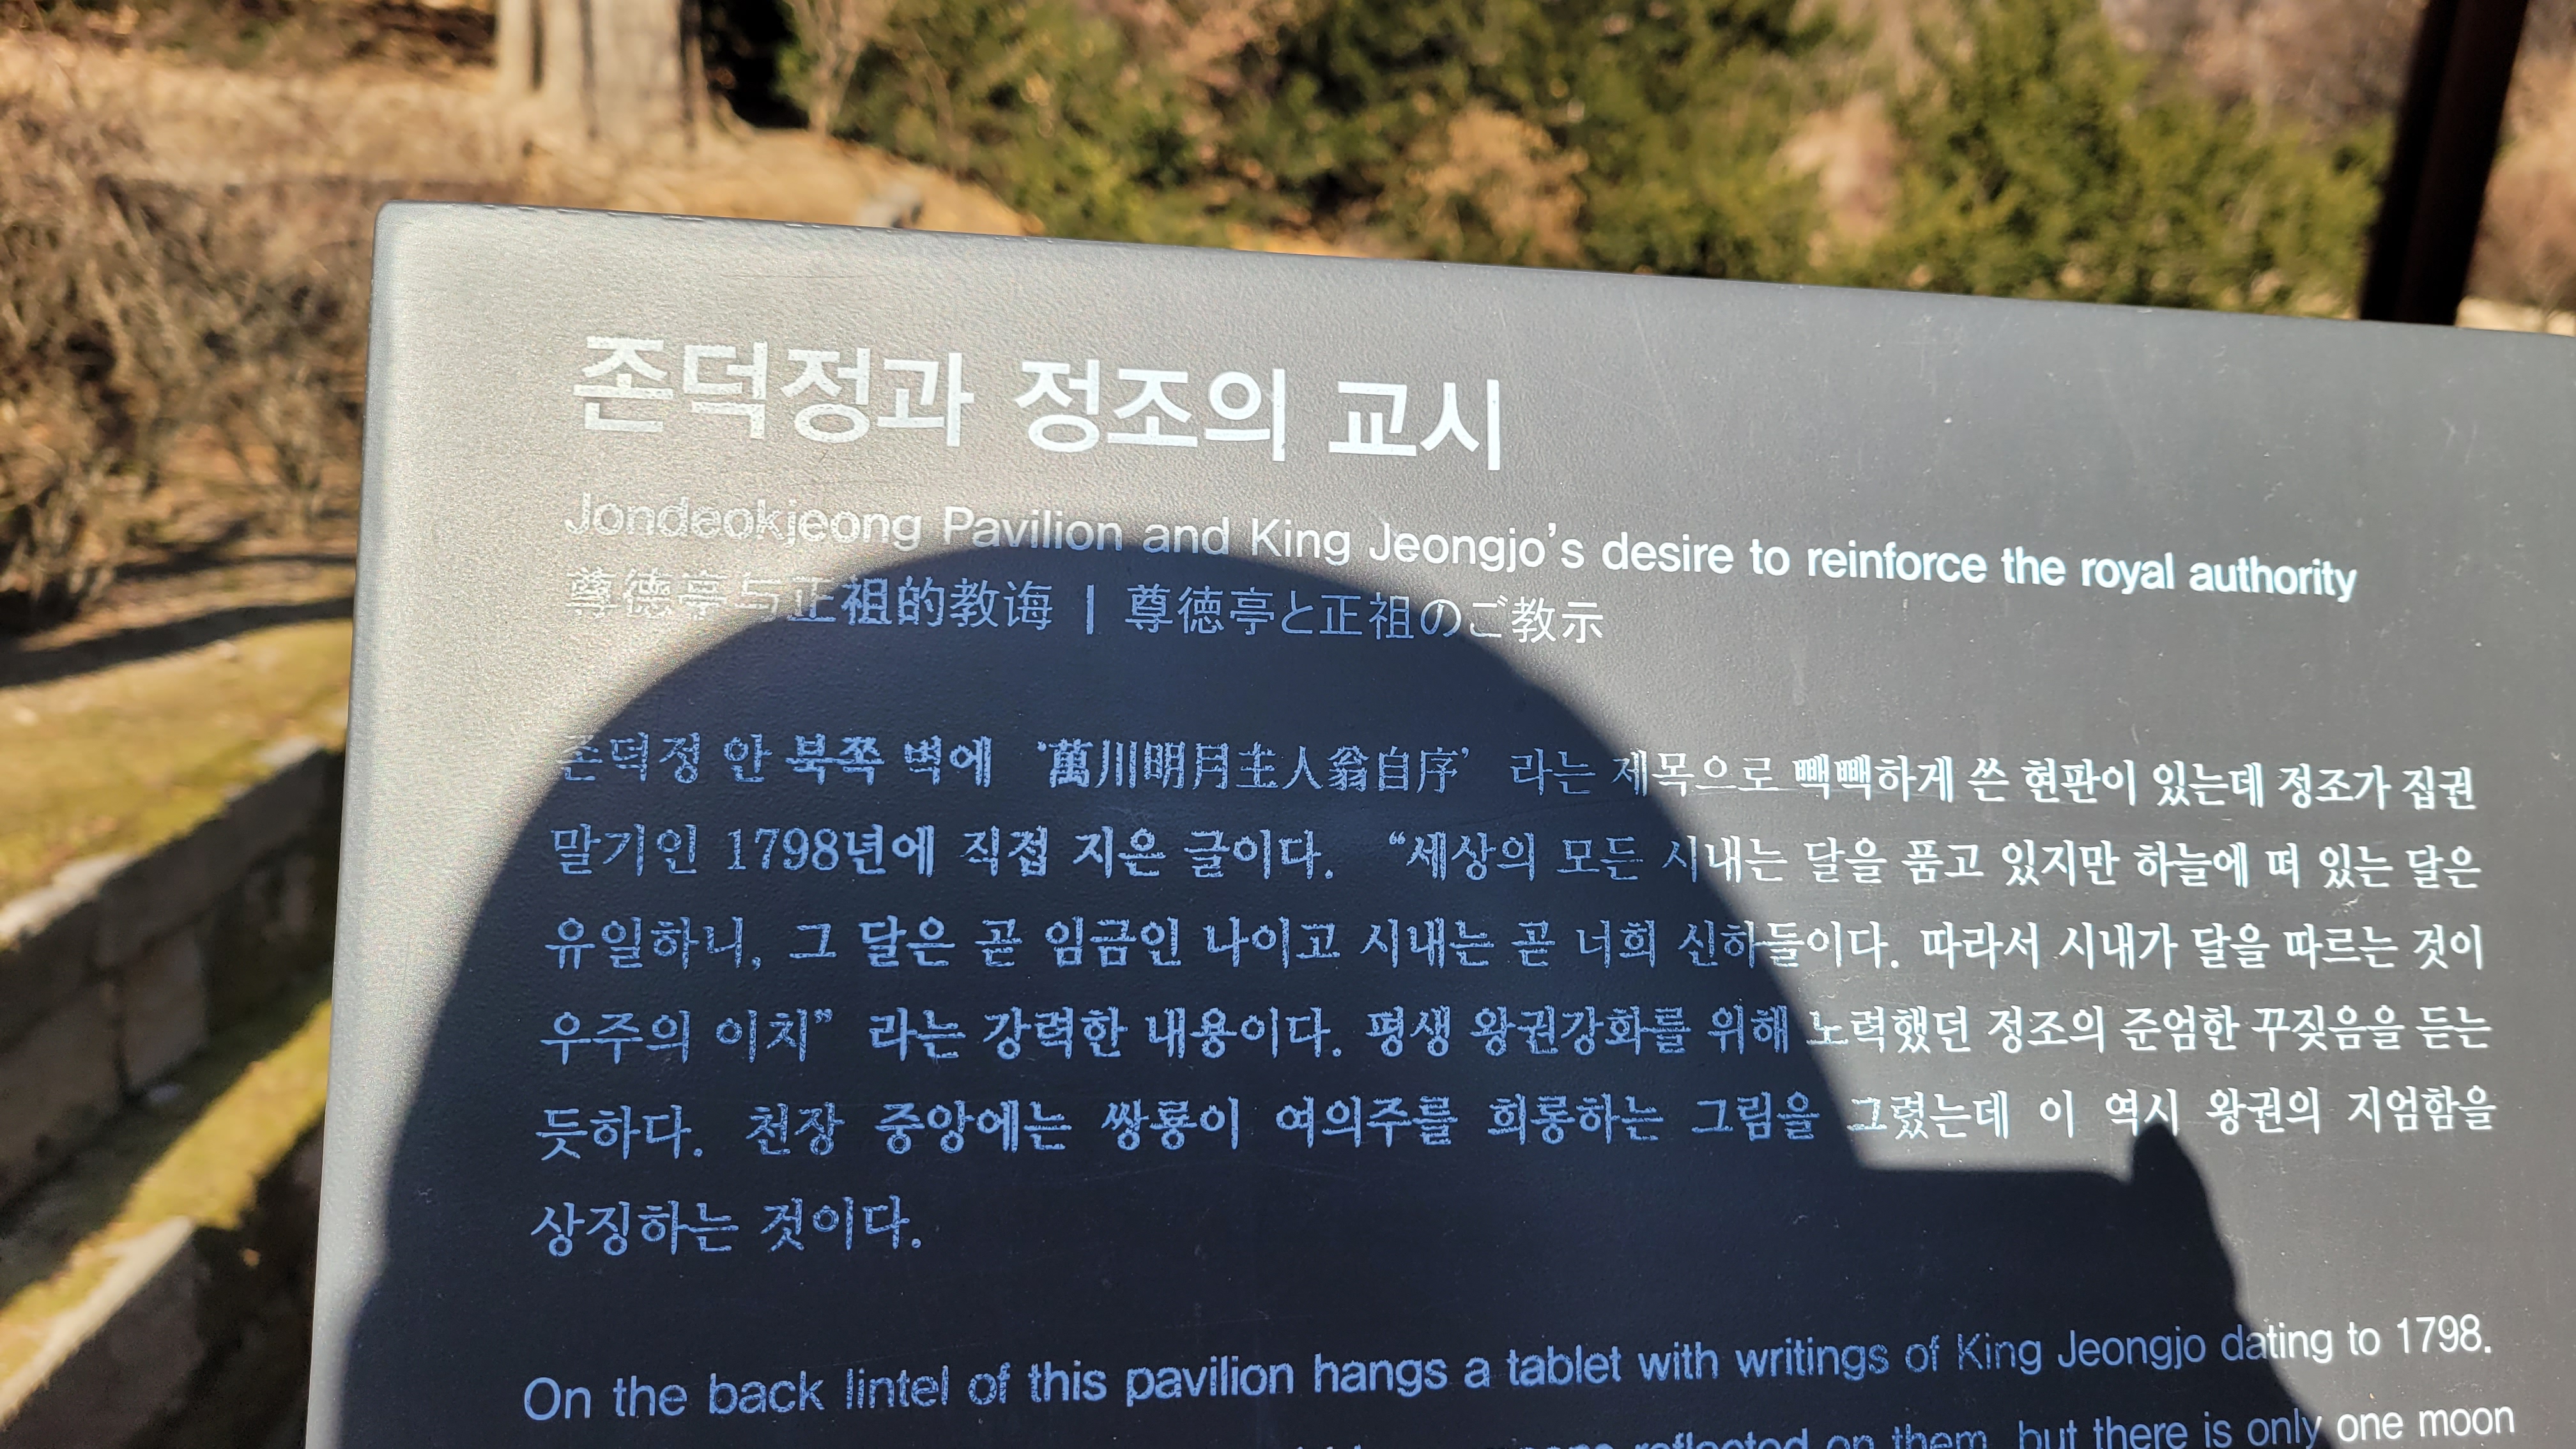 존덕정과 정조의 교시
Jondeokjeong Pavilion and King Jeongjo's desire to reinforce the royal authority
尊德亭与正祖的教诲 | 尊徳亭と正祖のご教示
존덕정 안 북쪽 벽에 '萬川明月主人翁自序' 라는 제목으로 빽빽하게 쓴 현판이 있는데 정조가 집권
말기인 1798년에 직접 지은 글이다. “세상의 모든 시내는 달을 품고 있지만 하늘에 떠 있는 달은
유일하니, 그 달은 곧 임금인 나이고 시내는 곧 너희 신하들이다. 따라서 시내가 달을 따르는 것이
우주의 이치” 라는 강력한 내용이다. 평생 왕권강화를 위해 노력했던 정조의 준엄한 꾸짖음을 듣는
듯하다. 천장 중앙에는 쌍룡이 여의주를 희롱하는 그림을 그렸는데 이 역시 왕권의 지엄함을
상징하는 것이다.
On the back lintel of this pavilion hangs a tablet with writings of King Jeongjo dating to 1798.
reflected on them, but there is only one moon